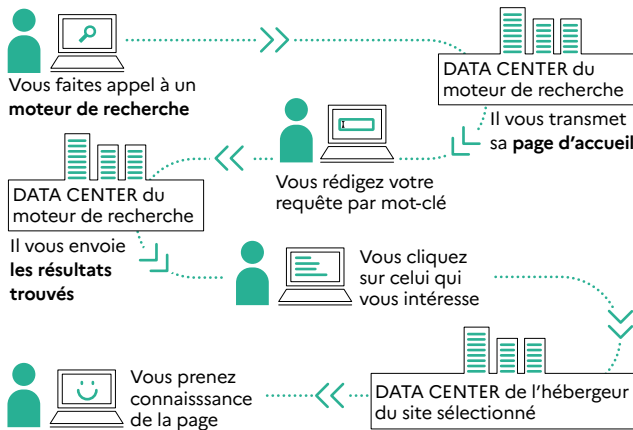 Vous faites appel à un
moteur de recherche
DATA CENTER du
moteur de recherche
Il vous transmet
sa page d'accueil
Vous rédigez votre
requête par mot-clé
DATA CENTER du
moteur de recherche
Il vous envoie
les résultats
trouvés
Vous cliquez
sur celui qui
vous intéresse
DATA CENTER de l'hébergeur
du site sélectionné
Vous prenez
connaisssance
de la page